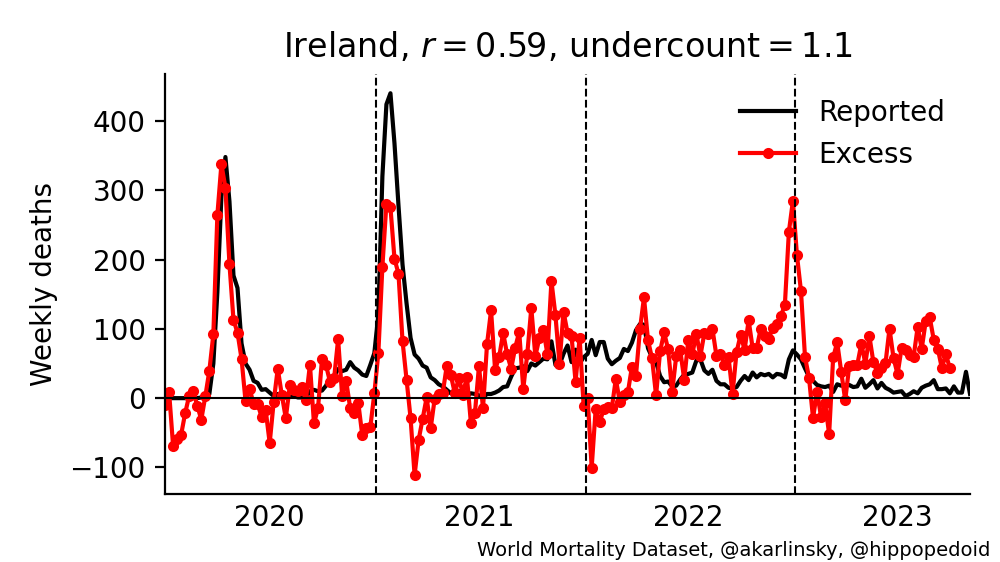 Ireland, r = 0.59, undercount = 1.1
Reported
Excess
Weekly deaths
400
300
200
100
0
−100
2020 2021 2022 2023
World Mortality Dataset, @akarlinsky, @hippopedoid